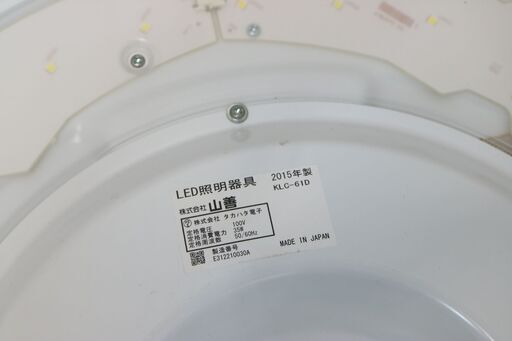 LED照明器具 2015年製
KLC-61D
株式会社 山善
株式会社 タカハタ電子
定格電圧 100V
定格消費電力 35W
定格周波数 50/60Hz
製造番号
E312210030A
MADE IN JAPAN